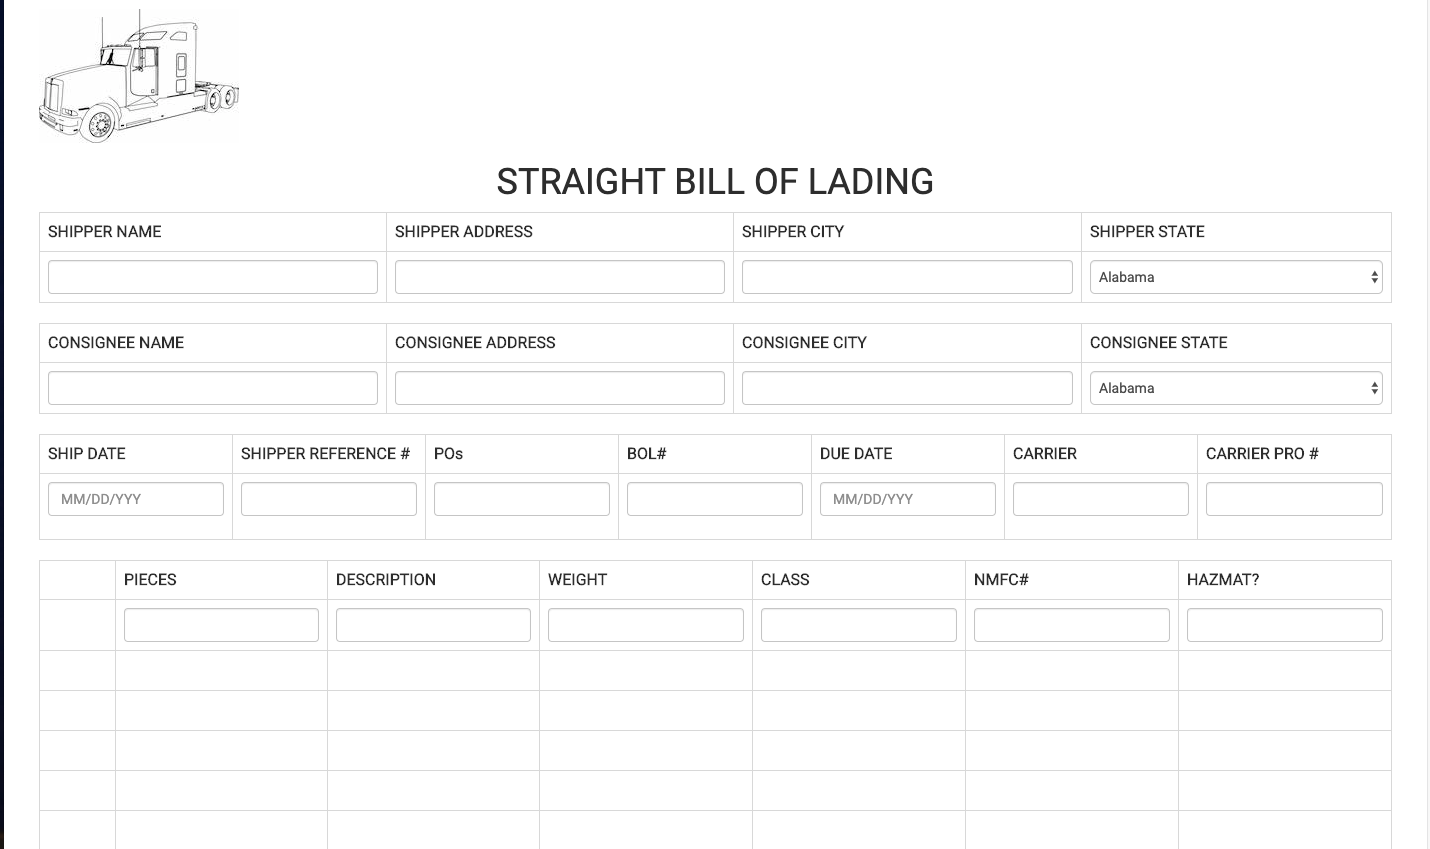 STRAIGHT BILL OF LADING
SHIPPER NAME SHIPPER ADDRESS SHIPPER CITY SHIPPER STATE
Alabama
CONSIGNEE NAME CONSIGNEE ADDRESS CONSIGNEE CITY CONSIGNEE STATE
Alabama
SHIP DATE SHIPPER REFERENCE # POs BOL# DUE DATE CARRIER CARRIER PRO #
MM/DD/YYY MM/DD/YYY
PIECES DESCRIPTION WEIGHT CLASS NMFC# HAZMAT?